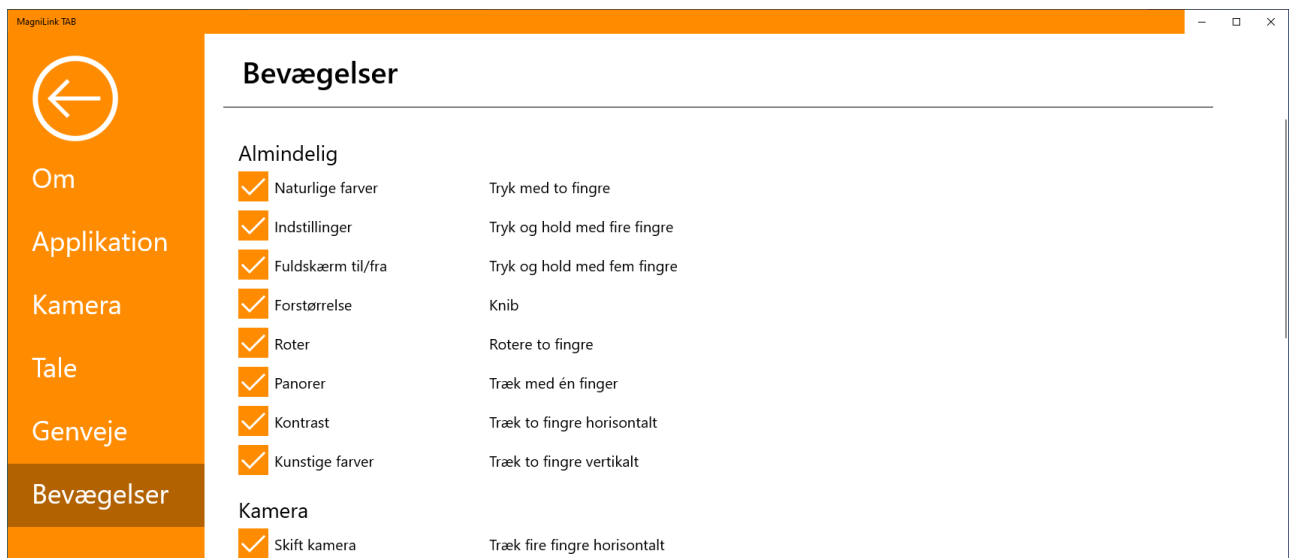 MagniLink TAB
Bevægelser
Om
Applikation
Kamera
Tale
Genveje
Bevægelser
Almindelig
Naturlige farver Tryk med to fingre
Indstillinger Tryk og hold med fire fingre
Fuldskærm til/fra Tryk og hold med fem fingre
Forstørrelse Knib
Roter Rotere to fingre
Panorer Træk med én finger
Kontrast Træk to fingre horisontalt
Kunstige farver Træk to fingre vertikalt
Kamera
Skift kamera Træk fire fingre horisontalt